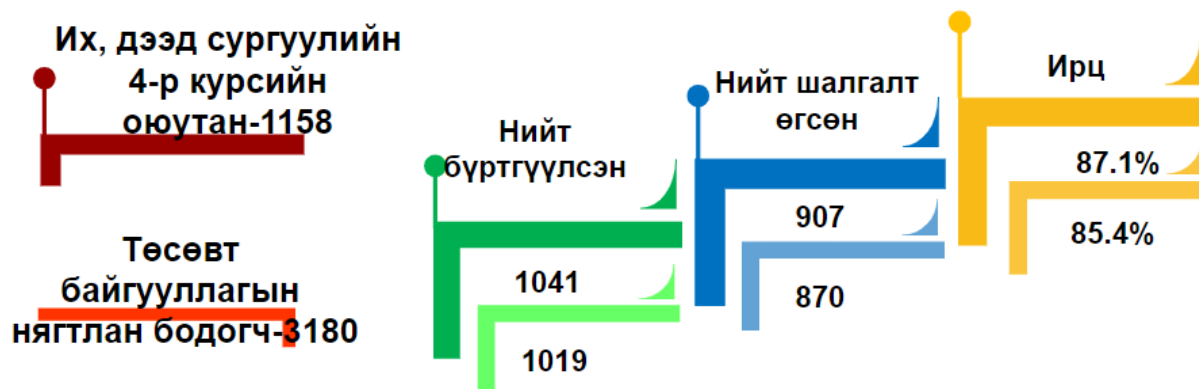 Их, дээд сургуулийн
4-р курсийн
оюутан-1158
Төсөвт
байгууллагын
нягтлан бодогч-3180
Нийт
бүртгүүлсэн
1041
1019
Нийт шалгалт
өгсөн
907
870
Ирц
87.1%
85.4%